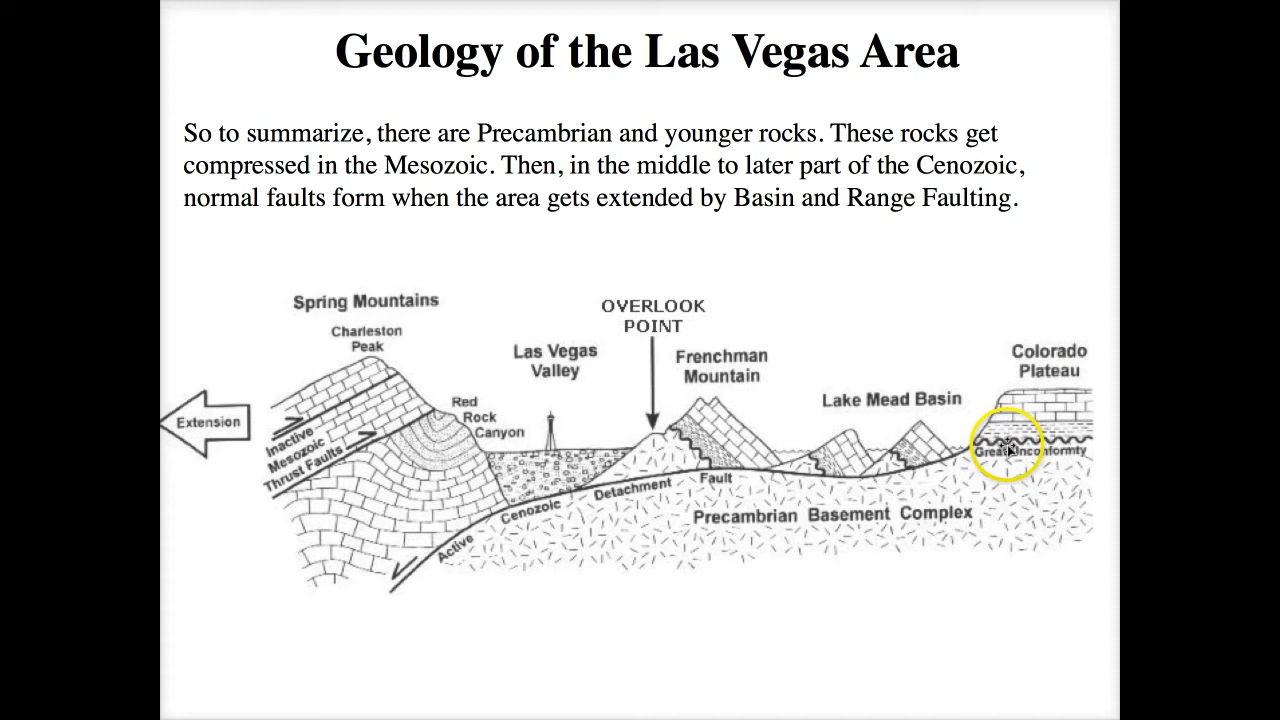 Geology of the Las Vegas Area
So to summarize, there are Precambrian and younger rocks. These rocks get
compressed in the Mesozoic. Then, in the middle to later part of the Cenozoic,
normal faults form when the area gets extended by Basin and Range Faulting.
Spring Mountains
Charleston
Peak
OVERLOOK
POINT
Las Vegas
Valley
Frenchman
Mountain
Colorado
Plateau
Lake Mead Basin
Red
Rock
Canyon
Extension
Inactive
Mesozoic
Thrust Faults
Great Unconformity
Active
Cenozoic
Detachment
Fault
Precambrian Basement Complex